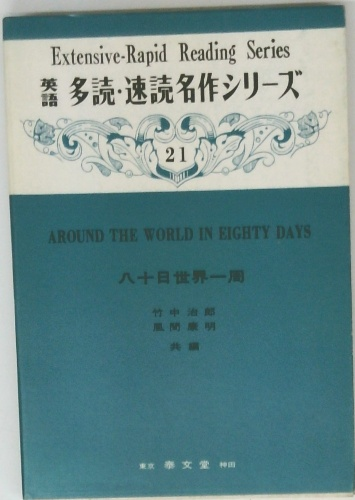 Extensive-Rapid Reading Series
英語 多読・速読名作シリーズ
21
AROUND THE WORLD IN EIGHTY DAYS
八十日世界一周
竹中治郎
風間康明
共編
東京 泰文堂 神田